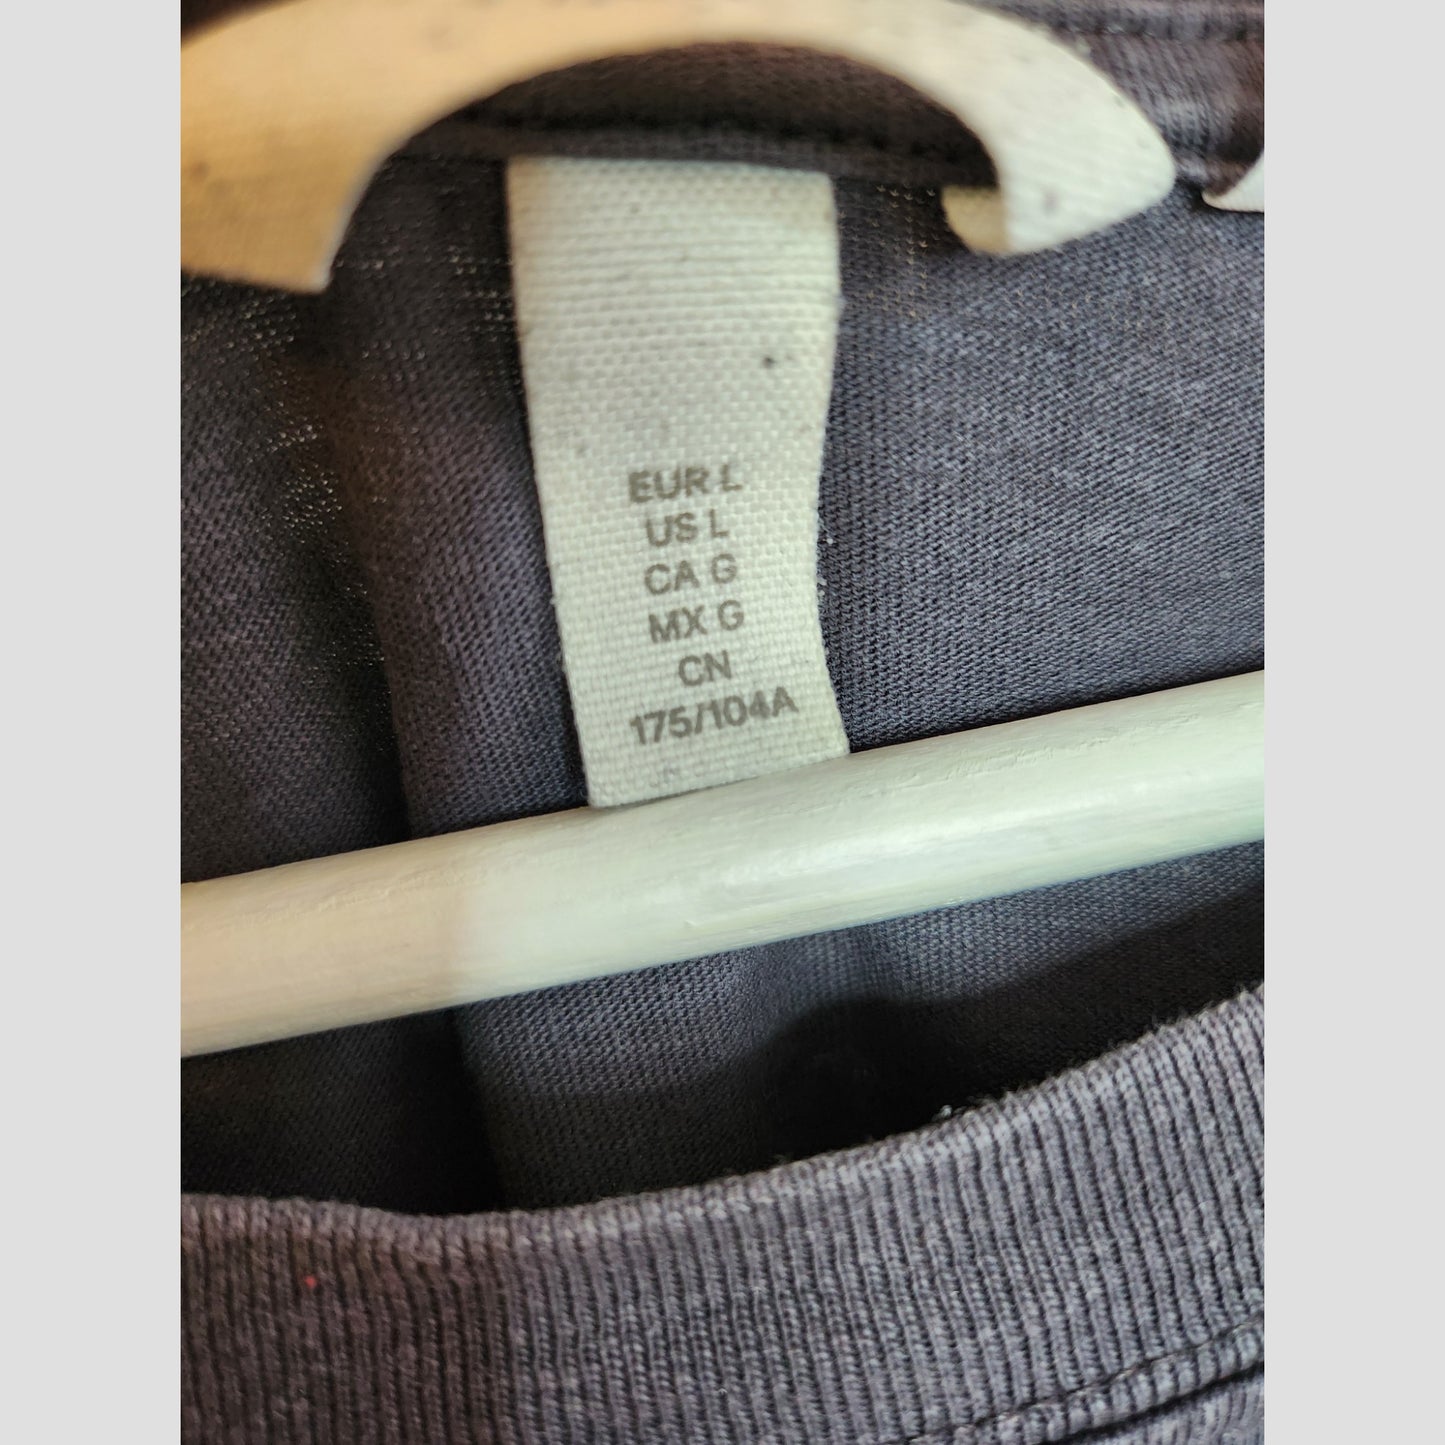 EUR L
US L
CA G
MX G
CN
175/104A